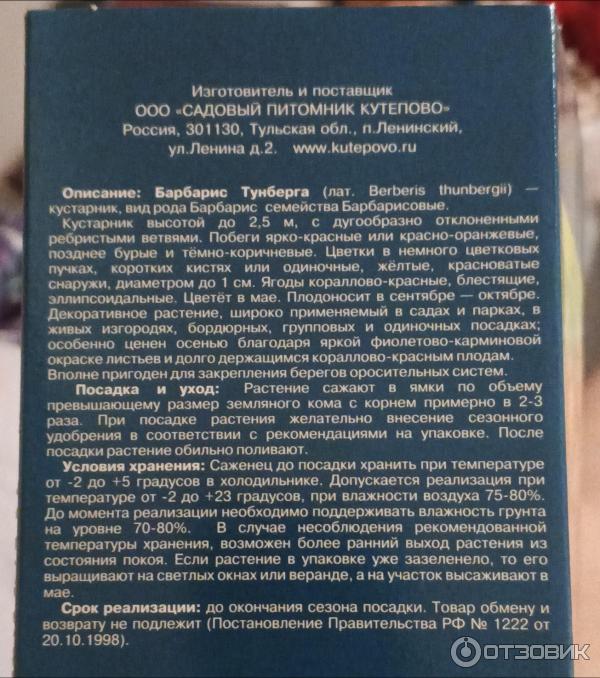 Изготовитель и поставщик
ООО «САДОВЫЙ ПИТОМНИК КУТЕПОВО»
Россия, 301130, Тульская обл., п.Ленинский,
ул.Ленина д.2. www.kutepovo.ru
Описание: Барбарис Тунберга (лат. Berberis thunbergii) —
кустарник, вид рода Барбарис семейства Барбарисовые.
Кустарник высотой до 2,5 м, с дугообразно отклоненными
ребристыми ветвями. Побеги ярко-красные или красно-оранжевые,
позднее бурые и тёмно-коричневые. Цветки в немного цветковых
пучках, коротких кистях или одиночные, жёлтые, красноватые
снаружи, диаметром до 1 см. Ягоды кораллово-красные, блестящие,
эллипсоидальные. Цветёт в мае. Плодоносит в сентябре — октябре.
Декоративное растение, широко применяемый в садах и парках, в
живых изгородях, бордюрных, групповых и одиночных посадках;
особенно ценен осенью благодаря яркой фиолетово-карминовой
окраске листьев и долго держащимся кораллово-красным плодам.
Вполне пригоден для закрепления берегов оросительных систем.
Посадка и уход: Растение сажают в ямки по объему
превышающему размер земляного кома с корнем примерно в 2-3
раза. При посадке растения желательно внесение сезонного
удобрения в соответствии с рекомендациями на упаковке. После
посадки растение обильно поливают.
Условия хранения: Саженец до посадки хранить при температуре
от -2 до +5 градусов в холодильнике. Допускается реализация при
температуре от -2 до +23 градусов, при влажности воздуха 75-80%.
До момента реализации необходимо поддерживать влажность грунта
на уровне 70-80%. В случае несоблюдения рекомендованной
температуры хранения, возможен более ранний выход растения из
состояния покоя. Если растение в упаковке уже зазеленело, то его
выращивают на светлых окнах или веранде, а на участок высаживают в
мае.
Срок реализации: до окончания сезона посадки. Товар обмену и
возврату не подлежит (Постановление Правительства РФ № 1222 от
20.10.1998).
ОТЗОВИК